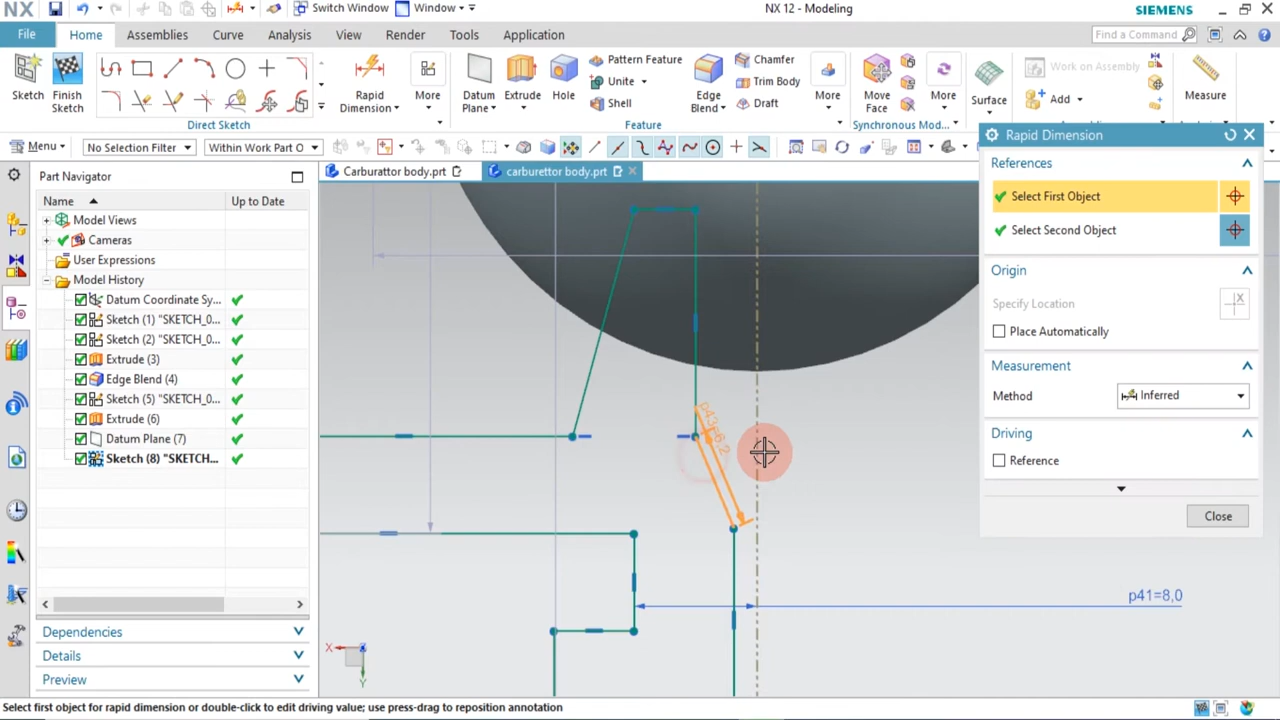 NX
Switch Window
Window
NX 12 - Modeling
SIEMENS
File
Home
Assemblies
Curve
Analysis
View
Render
Tools
Application
Find a Command
Sketch
Finish Sketch
Rapid Dimension
More
Direct Sketch
Datum Plane
Extrude
Hole
Pattern Feature
Unite
Shell
Edge Blend
Chamfer
Trim Body
Draft
More
Feature
Move Face
More
Synchronous Mod...
Surface
Work on Assembly
Add
Measure
Menu
No Selection Filter
Within Work Part O
Part Navigator
Name
Up to Date
Model Views
Cameras
User Expressions
Model History
Datum Coordinate Sy...
Sketch (1) "SKETCH_0...
Sketch (2) "SKETCH_0...
Extrude (3)
Edge Blend (4)
Sketch (5) "SKETCH_0...
Extrude (6)
Datum Plane (7)
Sketch (8) "SKETCH...
Dependencies
Details
Preview
Carburettor body.prt
carburettor body.prt
p43=6,2
p41=8,0
X
Y
Rapid Dimension
References
Select First Object
Select Second Object
Origin
Specify Location
Place Automatically
Measurement
Method
Inferred
Driving
Reference
Close
Select first object for rapid dimension or double-click to edit driving value; use press-drag to reposition annotation